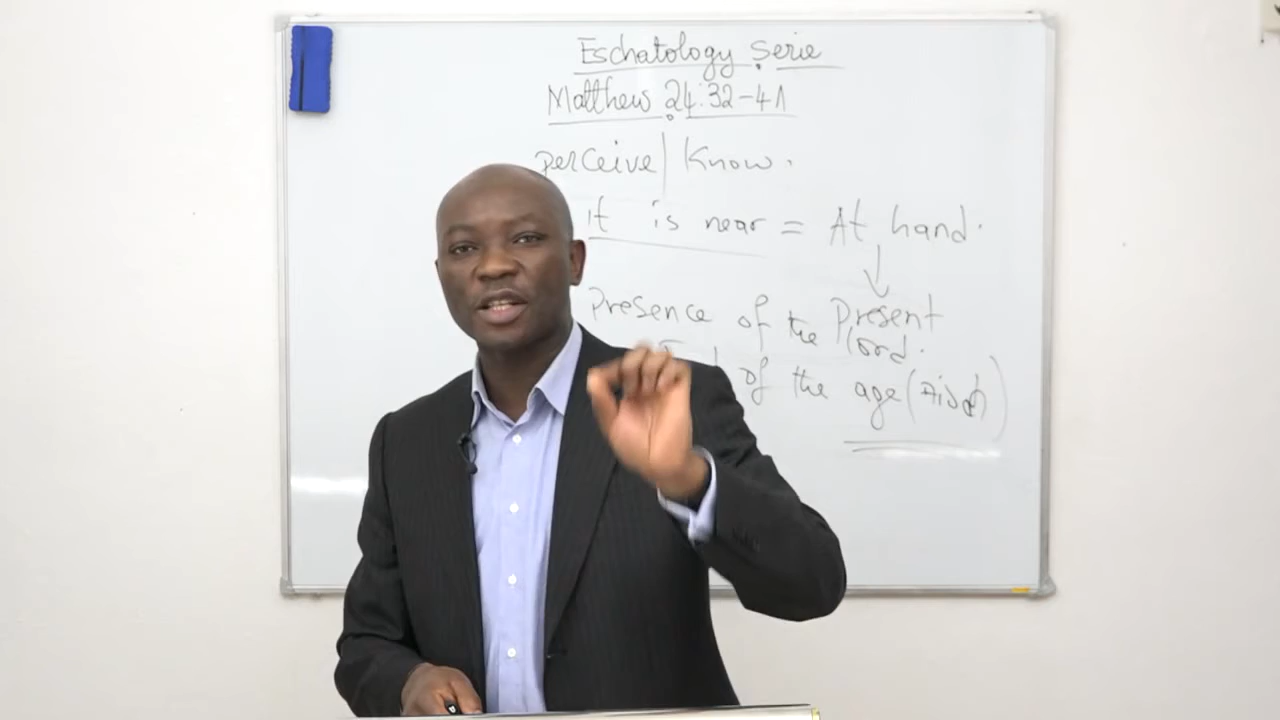 Eschatology Serie
Matthew 24:32-41
perceive | Know.
it is near = At hand.
Presence of the Present
Lord.
of the age (